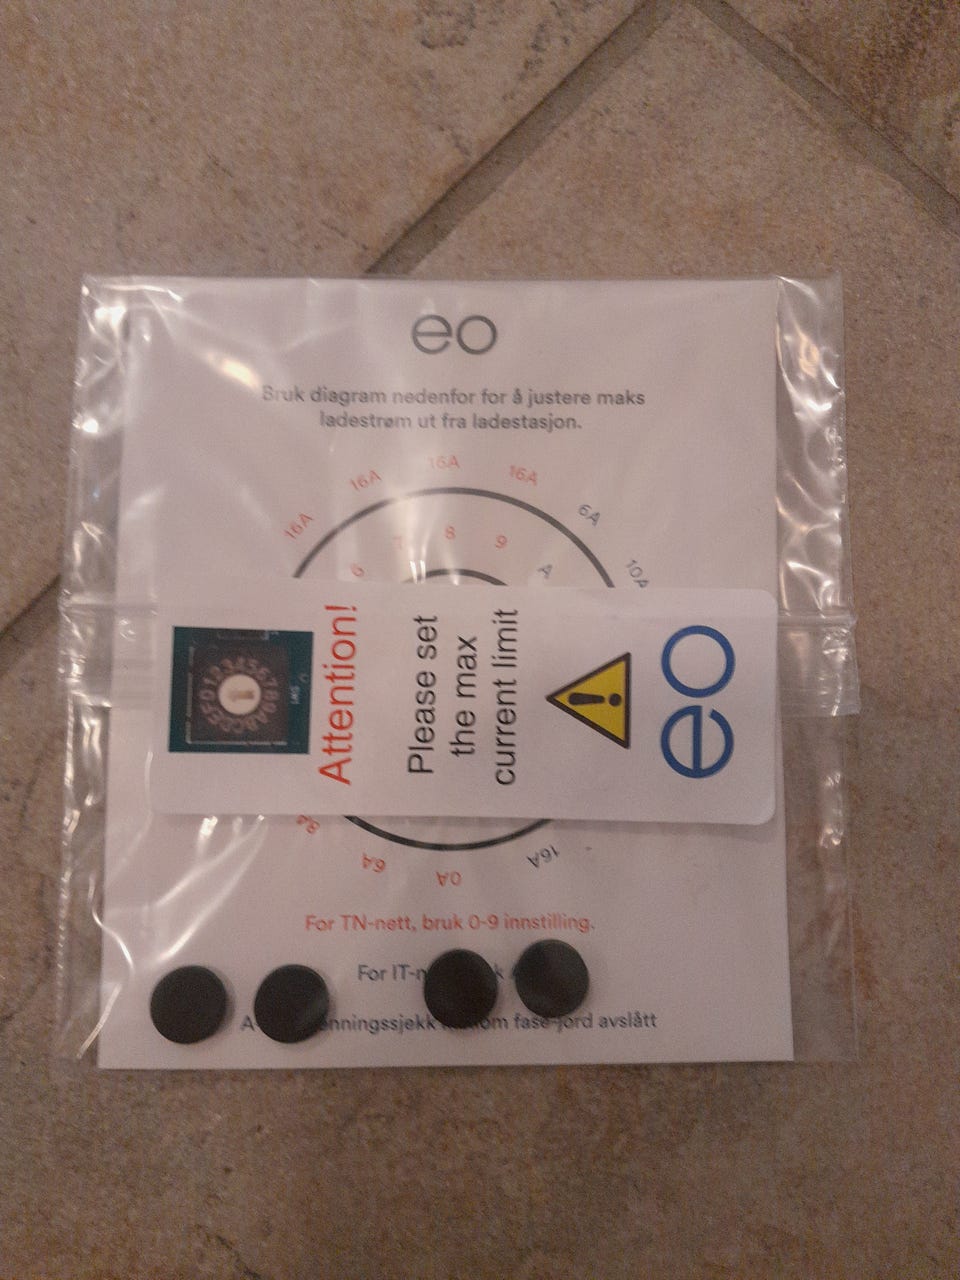 eo
Bruk diagram nedenfor for å justere maks
ladestrøm ut fra ladestasjon.
16A
16A
16A
16A
6A
10A
6
7
8
9
A
Attention!
Please set
the max
current limit
eo
6A
0A
16A
For TN-nett, bruk 0-9 innstilling.
For
fase-jord avslått